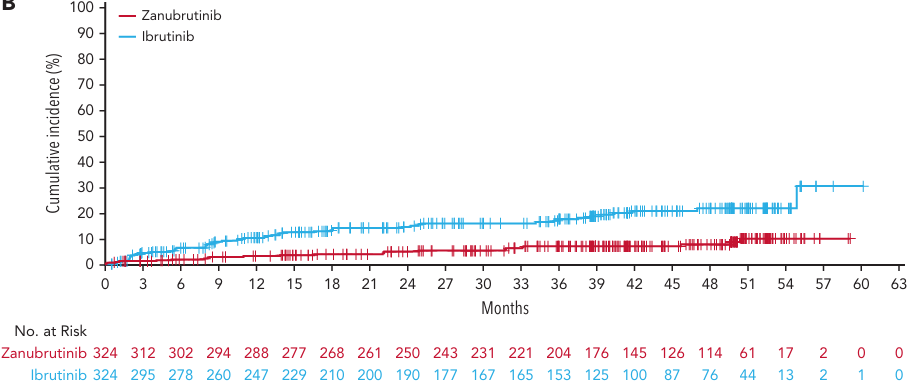 B
100
90
80
70
60
50
40
30
20
10
0
Cumulative incidence (%)
Zanubrutinib
Ibrutinib
0 3 6 9 12 15 18 21 24 27 30 33 36 39 42 45 48 51 54 57 60 63
Months
No. at Risk
Zanubrutinib 324 312 302 294 288 277 268 261 250 243 231 221 204 176 145 126 114 61 17 2 0 0
Ibrutinib 324 295 278 260 247 229 210 200 190 177 167 165 153 125 100 87 76 44 13 2 1 0